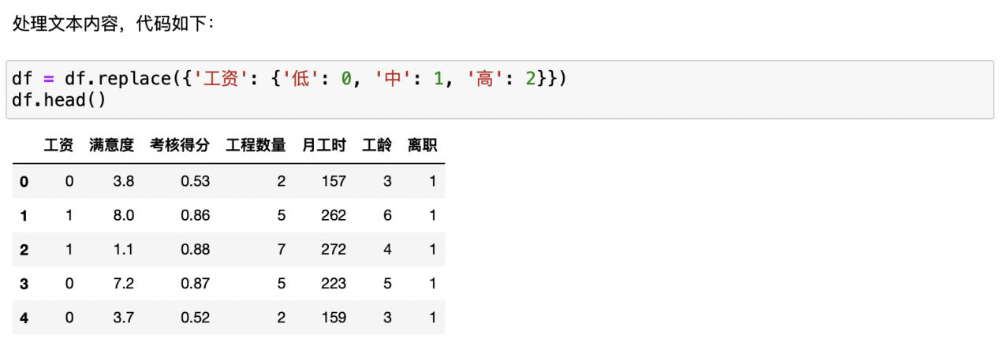 处理文本内容，代码如下：
df = df.replace({'工资': {'低': 0, '中': 1, '高': 2}})
df.head()
工资 满意度 考核得分 工程数量 月工时 工龄 离职
0 0 3.8 0.53 2 157 3 1
1 1 8.0 0.86 5 262 6 1
2 1 1.1 0.88 7 272 4 1
3 0 7.2 0.87 5 223 5 1
4 0 3.7 0.52 2 159 3 1